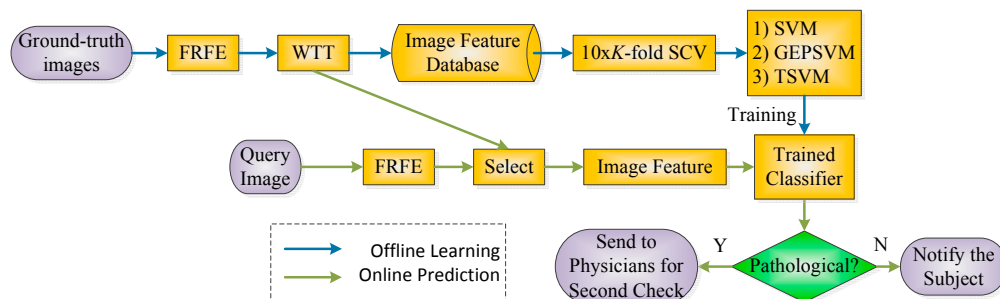 Ground-truth
images
FRFE
WTT
Image Feature
Database
10xK-fold SCV
1) SVM
2) GEPSVM
3) TSVM
Training
Query
Image
FRFE
Select
Image Feature
Trained
Classifier
Offline Learning
Online Prediction
Send to
Physicians for
Second Check
Y
Pathological?
N
Notify the
Subject